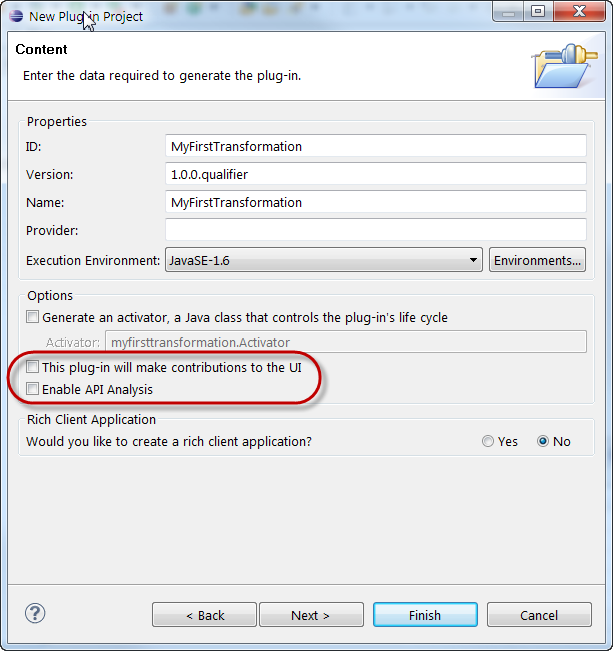 New Plug-in Project
Content
Enter the data required to generate the plug-in.
Properties
ID: MyFirstTransformation
Version: 1.0.0.qualifier
Name: MyFirstTransformation
Provider:
Execution Environment: JavaSE-1.6 Environments...
Options
Generate an activator, a Java class that controls the plug-in's life cycle
Activator: myfirsttransformation.Activator
This plug-in will make contributions to the UI
Enable API Analysis
Rich Client Application
Would you like to create a rich client application? Yes No
? < Back Next > Finish Cancel